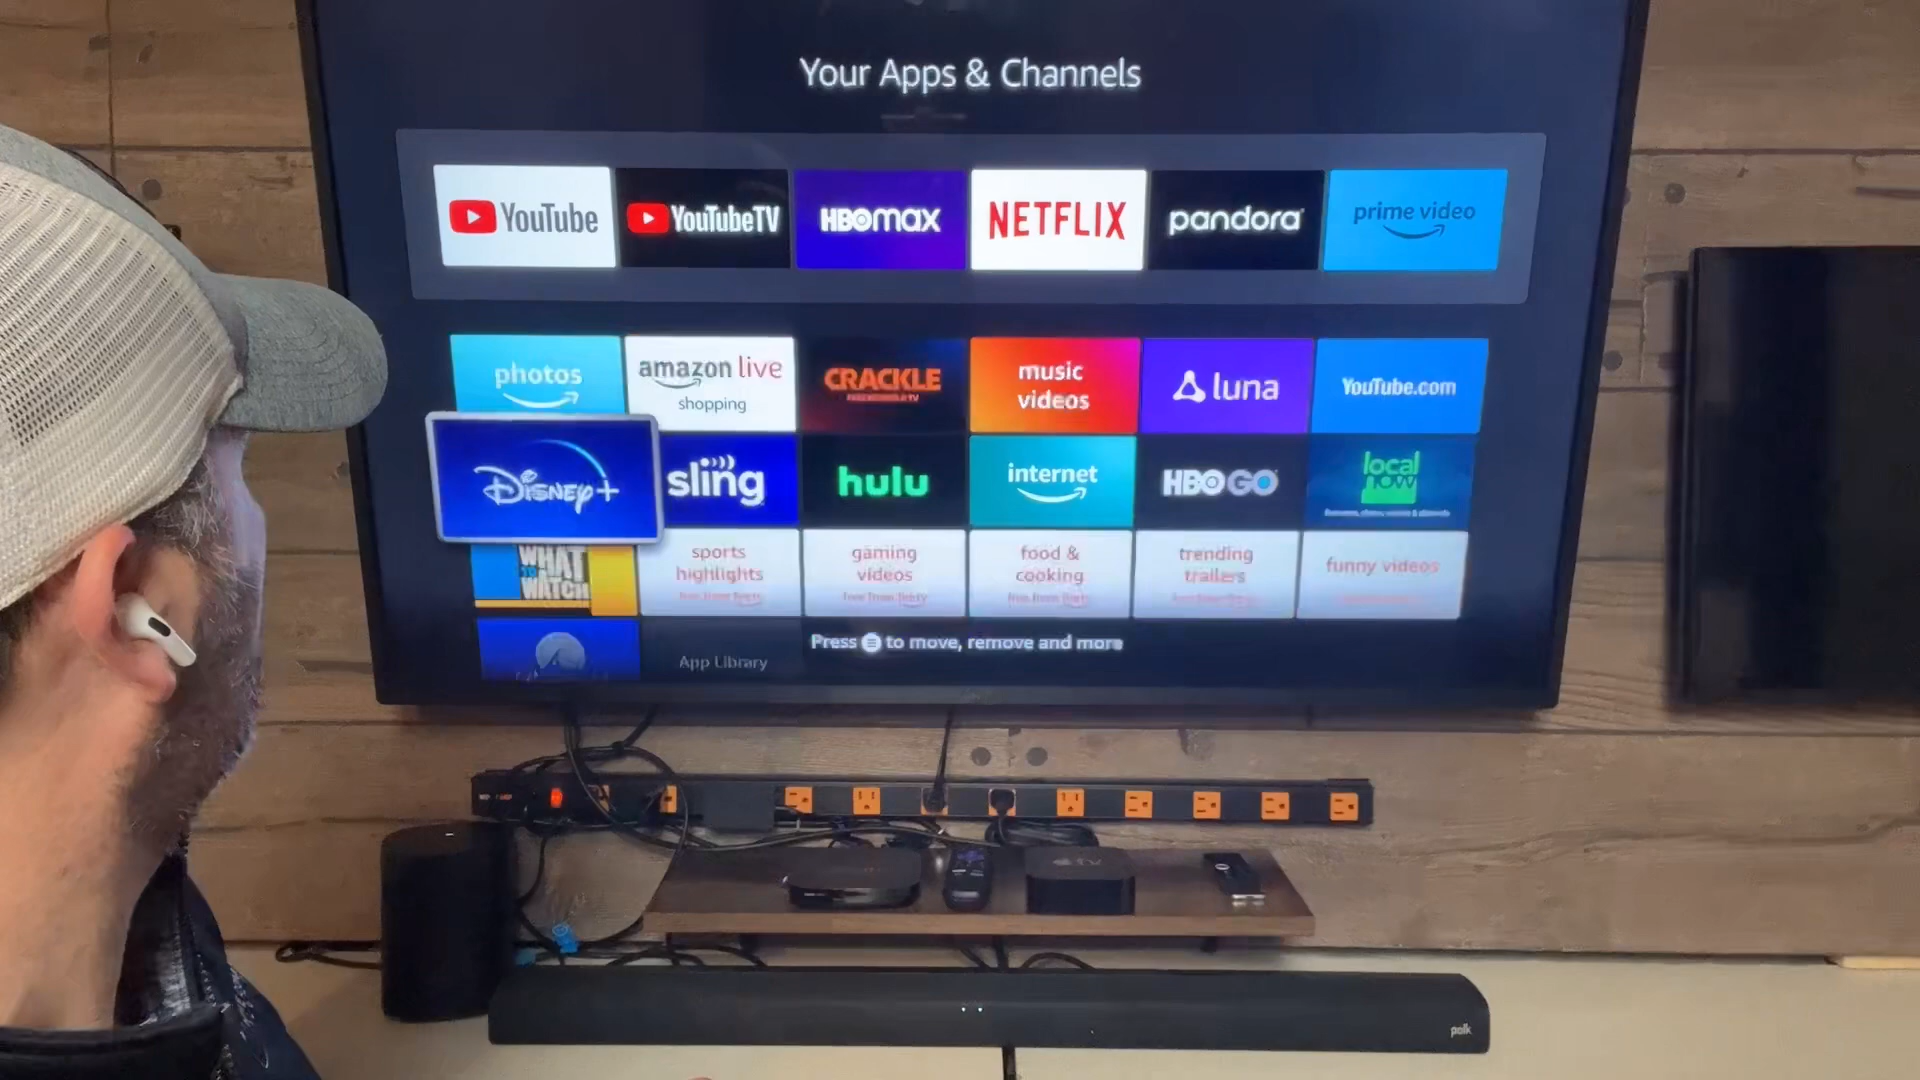 Your Apps & Channels
YouTube
YouTubeTV
HBOMAX
NETFLIX
pandora
prime video
photos
amazon live
shopping
CRACKLE
music
videos
luna
YouTube.com
Disney+
sling
hulu
internet
HBO GO
local
now
WHAT
TO
WATCH
sports
highlights
gaming
videos
food &
cooking
trending
trailers
funny videos
Press to move, remove and more
App Library
tv
polk